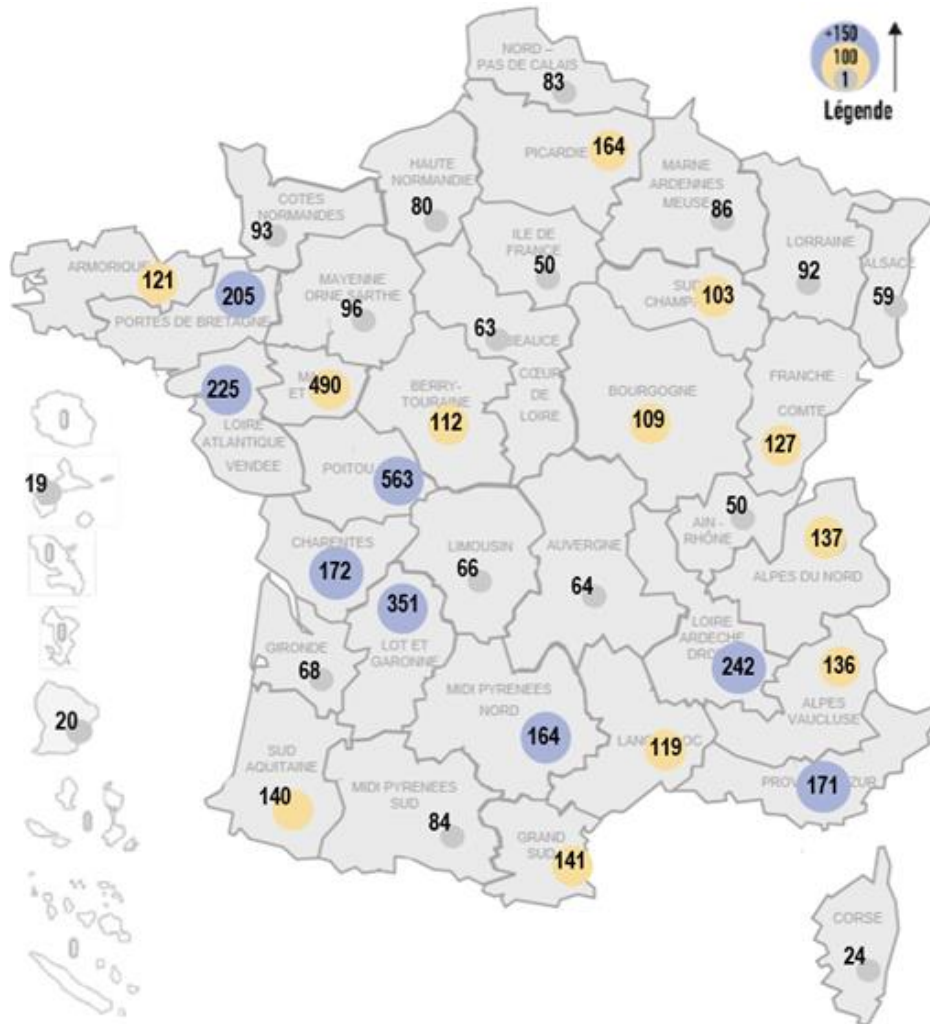 +150
100
1
Légende
NORD –
PAS DE CALAIS
83
PICARDIE
164
HAUTE
NORMANDIE
80
MARNE
ARDENNES
MEUSE
86
COTES
NORMANDES
93
ILE DE
FRANCE
50
LORRAINE
92
ALSACE
59
ARMORIQUE
121
205
PORTES DE BRETAGNE
MAYENNE
ORNE SARTHE
96
63
BEAUCE
CŒUR
DE
LOIRE
103
225
LOIRE
ATLANTIQUE
VENDEE
ET
490
BERRY-
TOURAINE
112
BOURGOGNE
109
FRANCHE
COMTE
127
POITOU
563
0
19
0
0
20
0
0
CHARENTES
172
LIMOUSIN
66
AUVERGNE
64
50
AIN -
RHÔNE
137
ALPES DU NORD
351
LOT ET
GARONNE
GIRONDE
68
LOIRE
ARDECHE
242
136
ALPES
VAUCLUSE
MIDI PYRENEES
NORD
164
119
171
SUD
AQUITAINE
140
MIDI PYRENEES
SUD
84
GRAND
SUD
141
CORSE
24